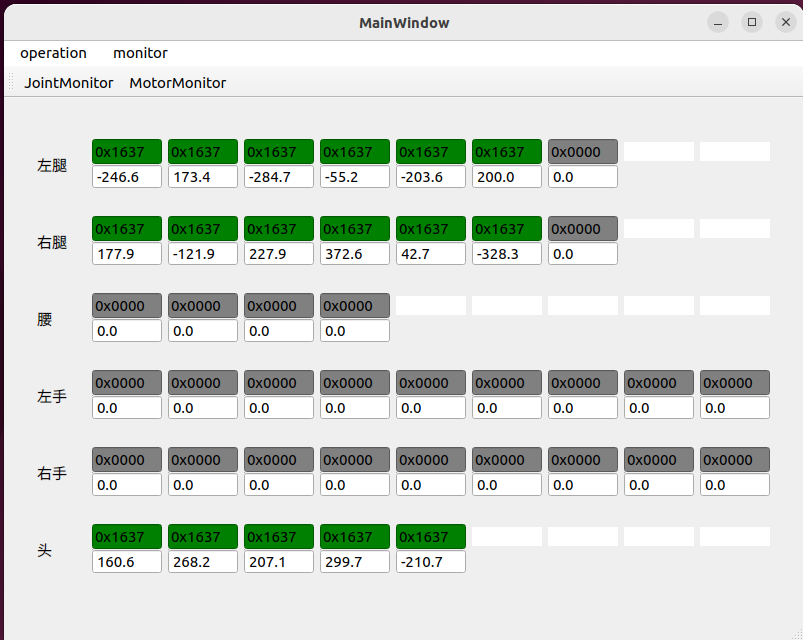 MainWindow
operation monitor
JointMonitor MotorMonitor
左腿 0x1637 0x1637 0x1637 0x1637 0x1637 0x1637 0x0000
-246.6 173.4 -284.7 -55.2 -203.6 200.0 0.0
右腿 0x1637 0x1637 0x1637 0x1637 0x1637 0x1637 0x0000
177.9 -121.9 227.9 372.6 42.7 -328.3 0.0
腰 0x0000 0x0000 0x0000 0x0000
0.0 0.0 0.0 0.0
左手 0x0000 0x0000 0x0000 0x0000 0x0000 0x0000 0x0000 0x0000 0x0000
0.0 0.0 0.0 0.0 0.0 0.0 0.0 0.0 0.0
右手 0x0000 0x0000 0x0000 0x0000 0x0000 0x0000 0x0000 0x0000 0x0000
0.0 0.0 0.0 0.0 0.0 0.0 0.0 0.0 0.0
头 0x1637 0x1637 0x1637 0x1637 0x1637
160.6 268.2 207.1 299.7 -210.7